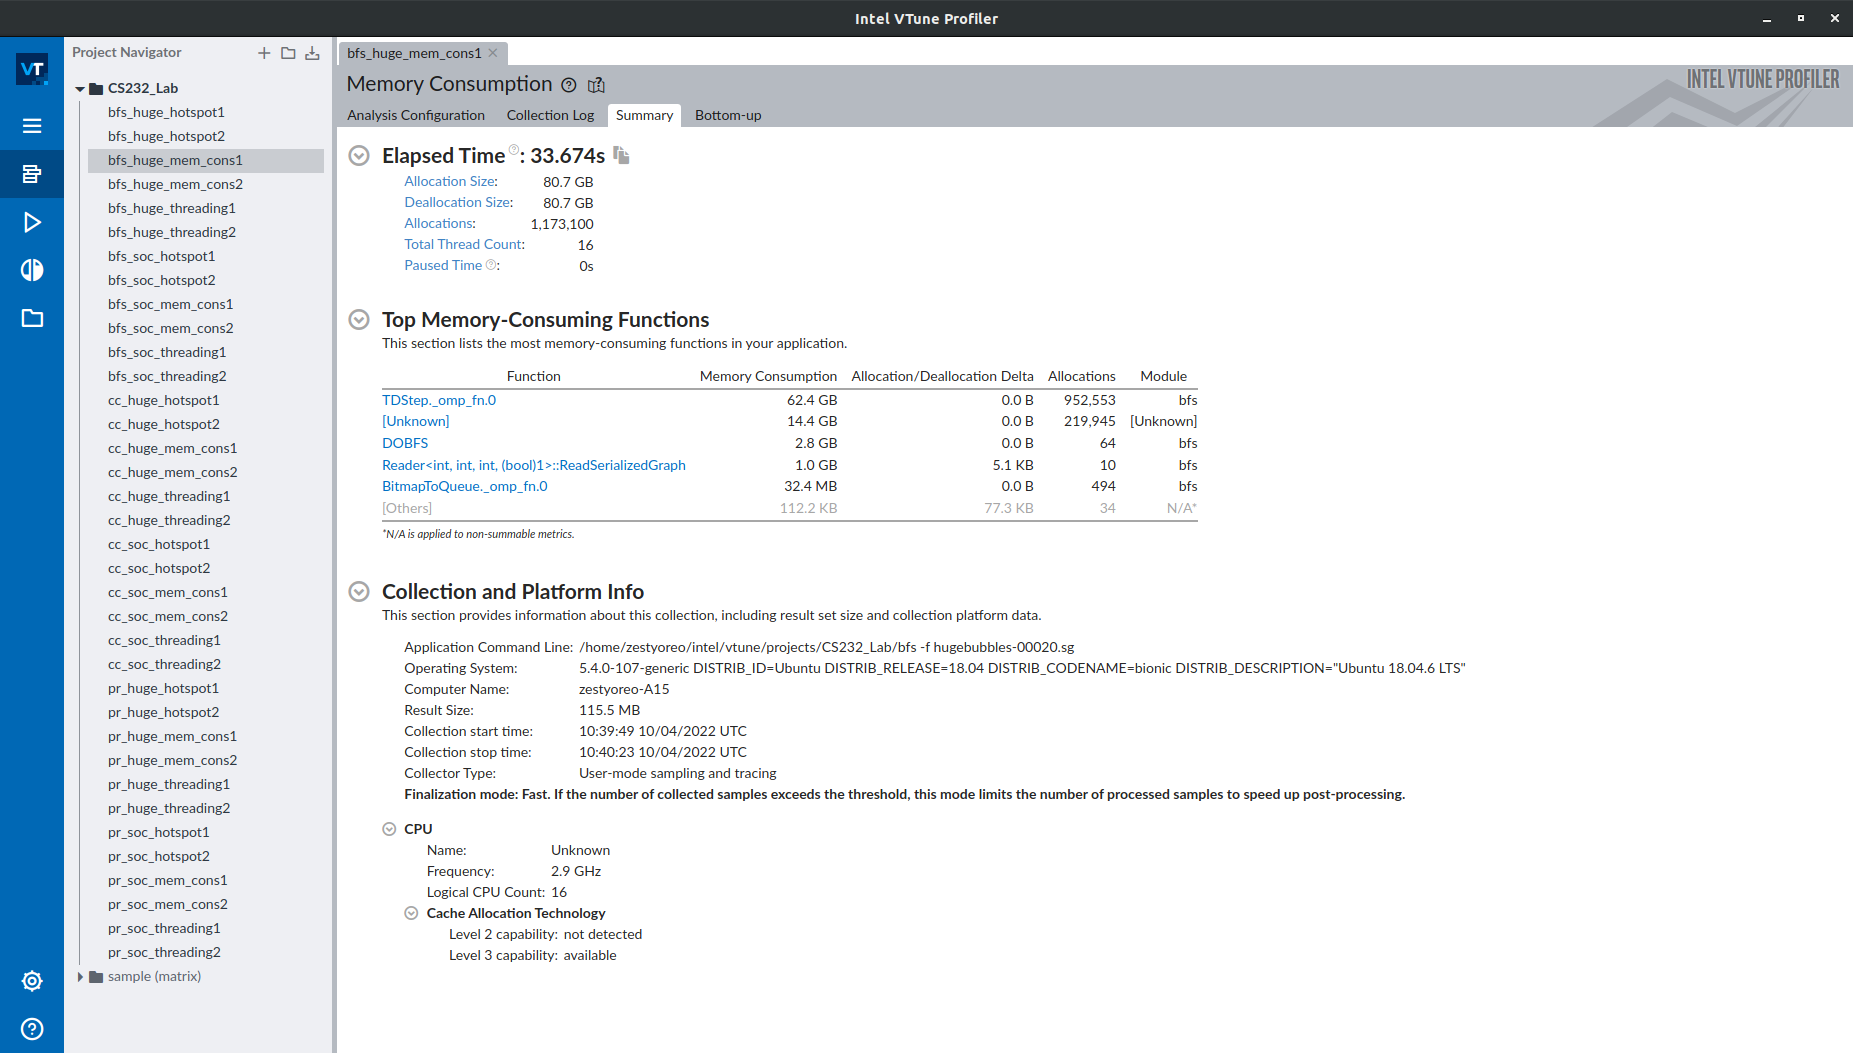 Intel VTune Profiler
VT
Project Navigator
CS232_Lab
bfs_huge_hotspot1
bfs_huge_hotspot2
bfs_huge_mem_cons1
bfs_huge_mem_cons2
bfs_huge_threading1
bfs_huge_threading2
bfs_soc_hotspot1
bfs_soc_hotspot2
bfs_soc_mem_cons1
bfs_soc_mem_cons2
bfs_soc_threading1
bfs_soc_threading2
cc_huge_hotspot1
cc_huge_hotspot2
cc_huge_mem_cons1
cc_huge_mem_cons2
cc_huge_threading1
cc_huge_threading2
cc_soc_hotspot1
cc_soc_hotspot2
cc_soc_mem_cons1
cc_soc_mem_cons2
cc_soc_threading1
cc_soc_threading2
pr_huge_hotspot1
pr_huge_hotspot2
pr_huge_mem_cons1
pr_huge_mem_cons2
pr_huge_threading1
pr_huge_threading2
pr_soc_hotspot1
pr_soc_hotspot2
pr_soc_mem_cons1
pr_soc_mem_cons2
pr_soc_threading1
pr_soc_threading2
sample (matrix)
bfs_huge_mem_cons1
Memory Consumption
INTEL VTUNE PROFILER
Analysis Configuration Collection Log Summary Bottom-up
Elapsed Time : 33.674s
Allocation Size: 80.7 GB
Deallocation Size: 80.7 GB
Allocations: 1,173,100
Total Thread Count: 16
Paused Time : 0s
Top Memory-Consuming Functions
This section lists the most memory-consuming functions in your application.
Function Memory Consumption Allocation/Deallocation Delta Allocations Module
TDStep._omp_fn.0 62.4 GB 0.0 B 952,553 bfs
[Unknown] 14.4 GB 0.0 B 219,945 [Unknown]
DOBFS 2.8 GB 0.0 B 64 bfs
Reader<int, int, int, (bool)1>::ReadSerializedGraph 1.0 GB 5.1 KB 10 bfs
BitmapToQueue._omp_fn.0 32.4 MB 0.0 B 494 bfs
[Others] 112.2 KB 77.3 KB 34 N/A*
*N/A is applied to non-summable metrics.
Collection and Platform Info
This section provides information about this collection, including result set size and collection platform data.
Application Command Line: /home/zestyoreo/intel/vtune/projects/CS232_Lab/bfs -f hugebubbles-00020.sg
Operating System: 5.4.0-107-generic DISTRIB_ID=Ubuntu DISTRIB_RELEASE=18.04 DISTRIB_CODENAME=bionic DISTRIB_DESCRIPTION="Ubuntu 18.04.6 LTS"
Computer Name: zestyoreo-A15
Result Size: 115.5 MB
Collection start time: 10:39:49 10/04/2022 UTC
Collection stop time: 10:40:23 10/04/2022 UTC
Collector Type: User-mode sampling and tracing
Finalization mode: Fast. If the number of collected samples exceeds the threshold, this mode limits the number of processed samples to speed up post-processing.
CPU
Name: Unknown
Frequency: 2.9 GHz
Logical CPU Count: 16
Cache Allocation Technology
Level 2 capability: not detected
Level 3 capability: available